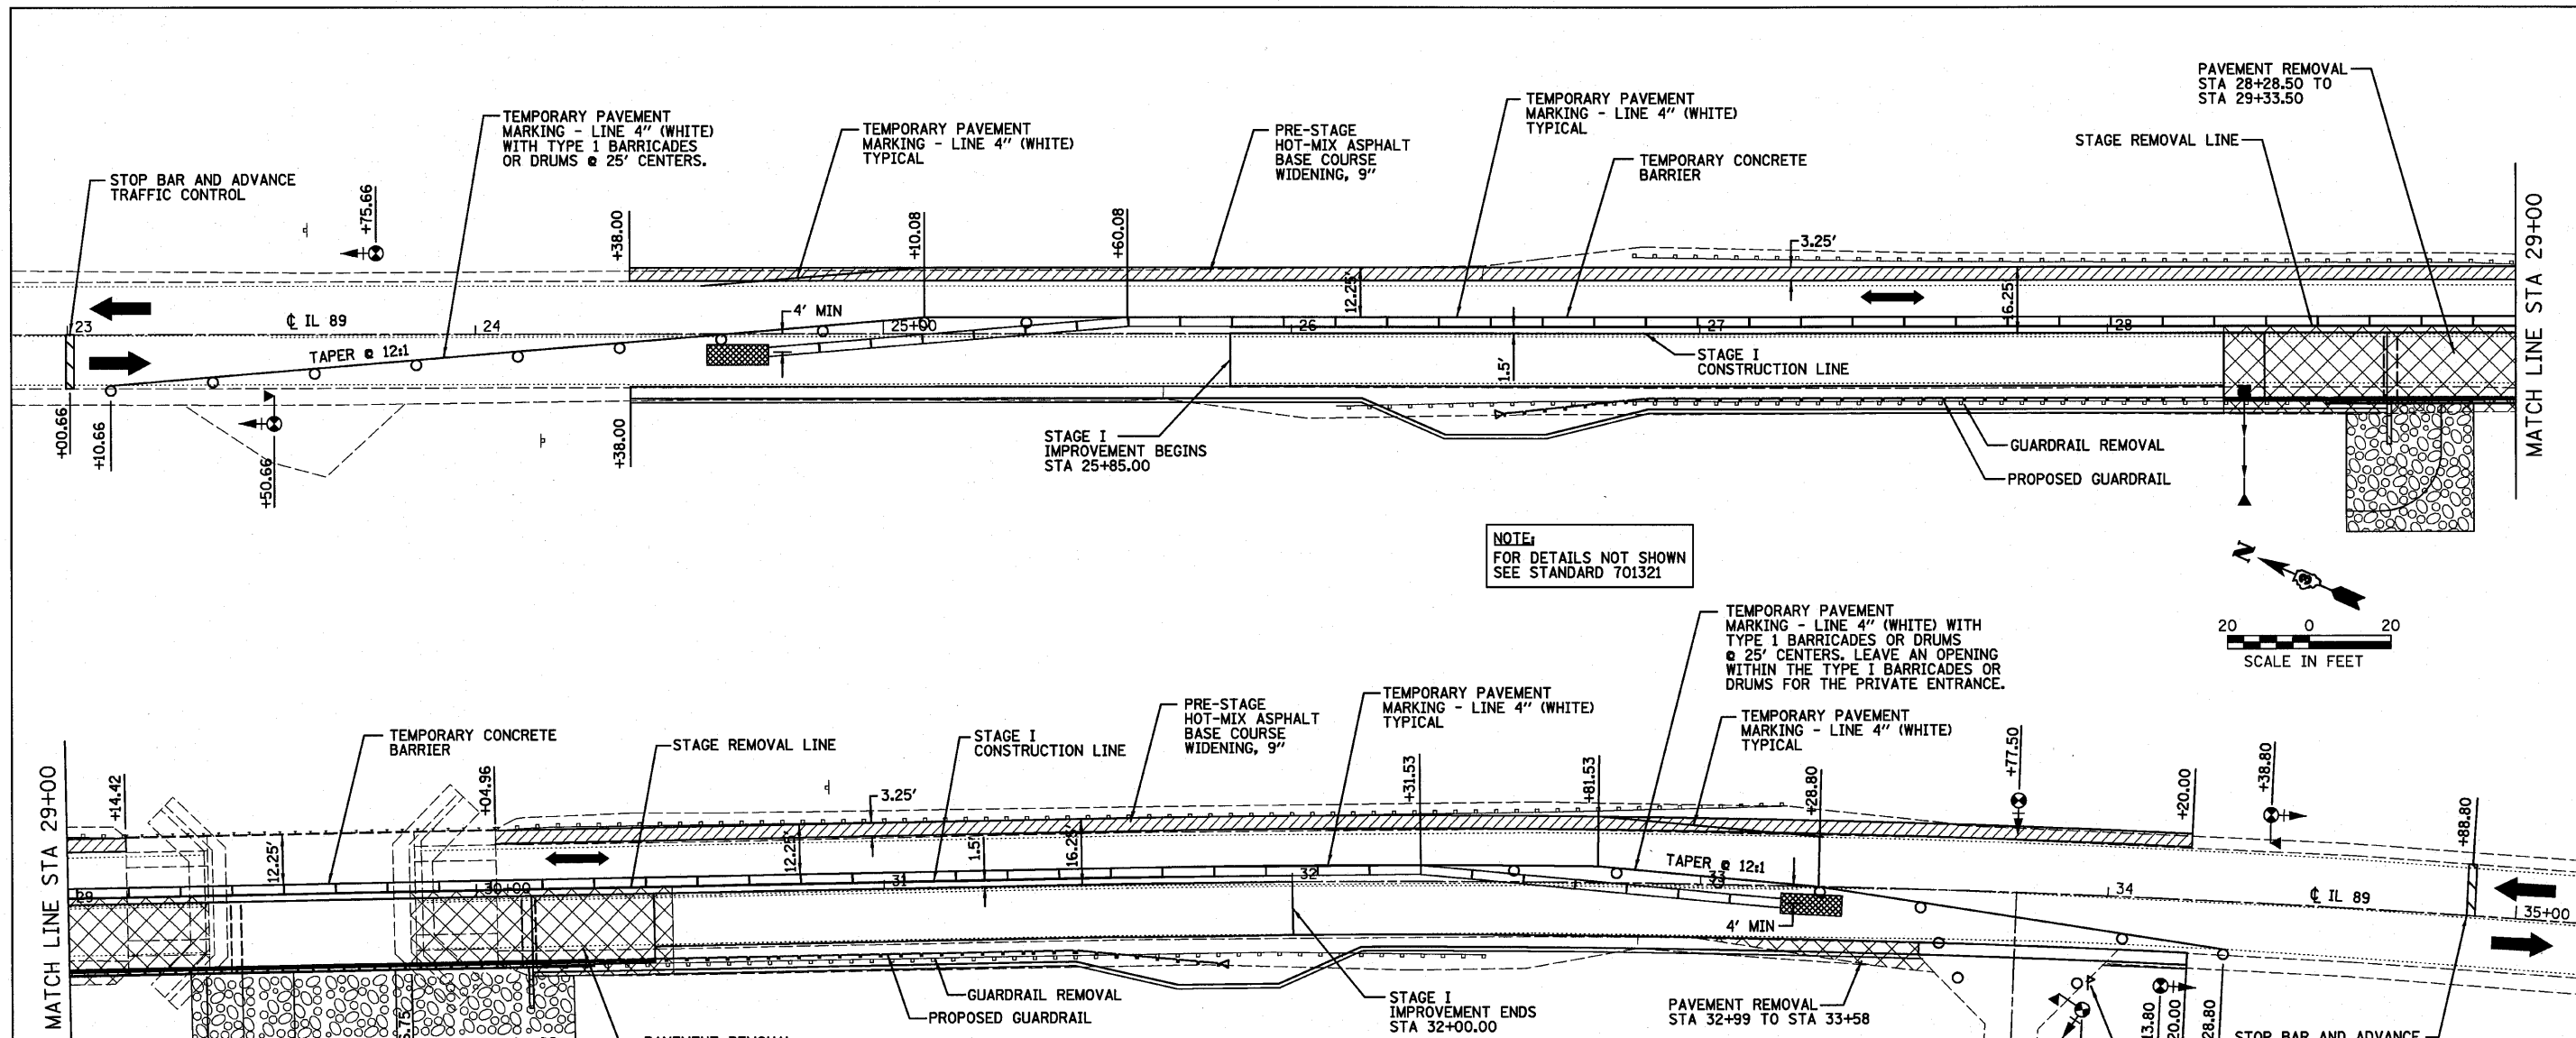 PAVEMENT REMOVAL
STA 28+28.50 TO
STA 29+33.50
TEMPORARY PAVEMENT
MARKING - LINE 4" (WHITE)
TYPICAL
TEMPORARY PAVEMENT
MARKING - LINE 4" (WHITE)
WITH TYPE 1 BARRICADES
OR DRUMS @ 25' CENTERS.
TEMPORARY PAVEMENT
MARKING - LINE 4" (WHITE)
TYPICAL
PRE-STAGE
HOT-MIX ASPHALT
BASE COURSE
WIDENING, 9"
STAGE REMOVAL LINE
TEMPORARY CONCRETE
BARRIER
STOP BAR AND ADVANCE
TRAFFIC CONTROL
+75.66
+38.00
+10.08
+60.08
3.25'
12.25'
16.25'
MATCH LINE STA 29+00
4' MIN
23
℄ IL 89
24
25+00
26
27
28
TAPER @ 12:1
1.5'
STAGE I
CONSTRUCTION LINE
+00.66
+10.66
+50.66
+38.00
STAGE I
IMPROVEMENT BEGINS
STA 25+85.00
GUARDRAIL REMOVAL
PROPOSED GUARDRAIL
NOTE:
FOR DETAILS NOT SHOWN
SEE STANDARD 701321
N
20 0 20
SCALE IN FEET
TEMPORARY PAVEMENT
MARKING - LINE 4" (WHITE) WITH
TYPE 1 BARRICADES OR DRUMS
@ 25' CENTERS. LEAVE AN OPENING
WITHIN THE TYPE I BARRICADES OR
DRUMS FOR THE PRIVATE ENTRANCE.
TEMPORARY PAVEMENT
MARKING - LINE 4" (WHITE)
TYPICAL
PRE-STAGE
HOT-MIX ASPHALT
BASE COURSE
WIDENING, 9"
TEMPORARY PAVEMENT
MARKING - LINE 4" (WHITE)
TYPICAL
TEMPORARY CONCRETE
BARRIER
STAGE REMOVAL LINE
STAGE I
CONSTRUCTION LINE
MATCH LINE STA 29+00
+14.42
+04.96
3.25'
+31.53
+81.53
+28.80
+77.50
+20.00
+38.80
+88.80
12.25'
12.25'
1.5'
16.25'
TAPER @ 12:1
29
30+00
31
32
33
34
℄ IL 89
35+00
4' MIN
GUARDRAIL REMOVAL
PROPOSED GUARDRAIL
STAGE I
IMPROVEMENT ENDS
STA 32+00.00
PAVEMENT REMOVAL
STA 32+99 TO STA 33+58
13.80
20.00
28.80
STOP BAR AND ADVANCE
PAVEMENT REMOVAL